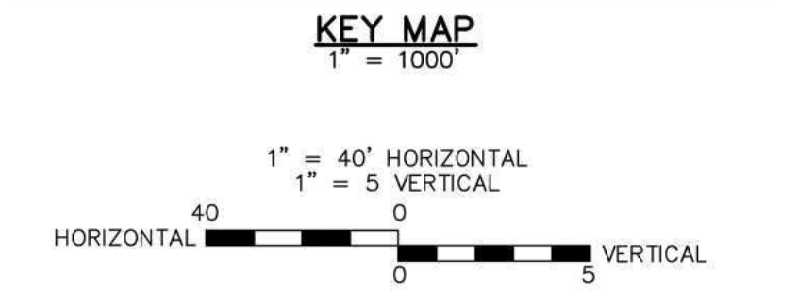 KEY MAP
1" = 1000'
1" = 40' HORIZONTAL
1" = 5 VERTICAL
40 0
HORIZONTAL VERTICAL
0 5